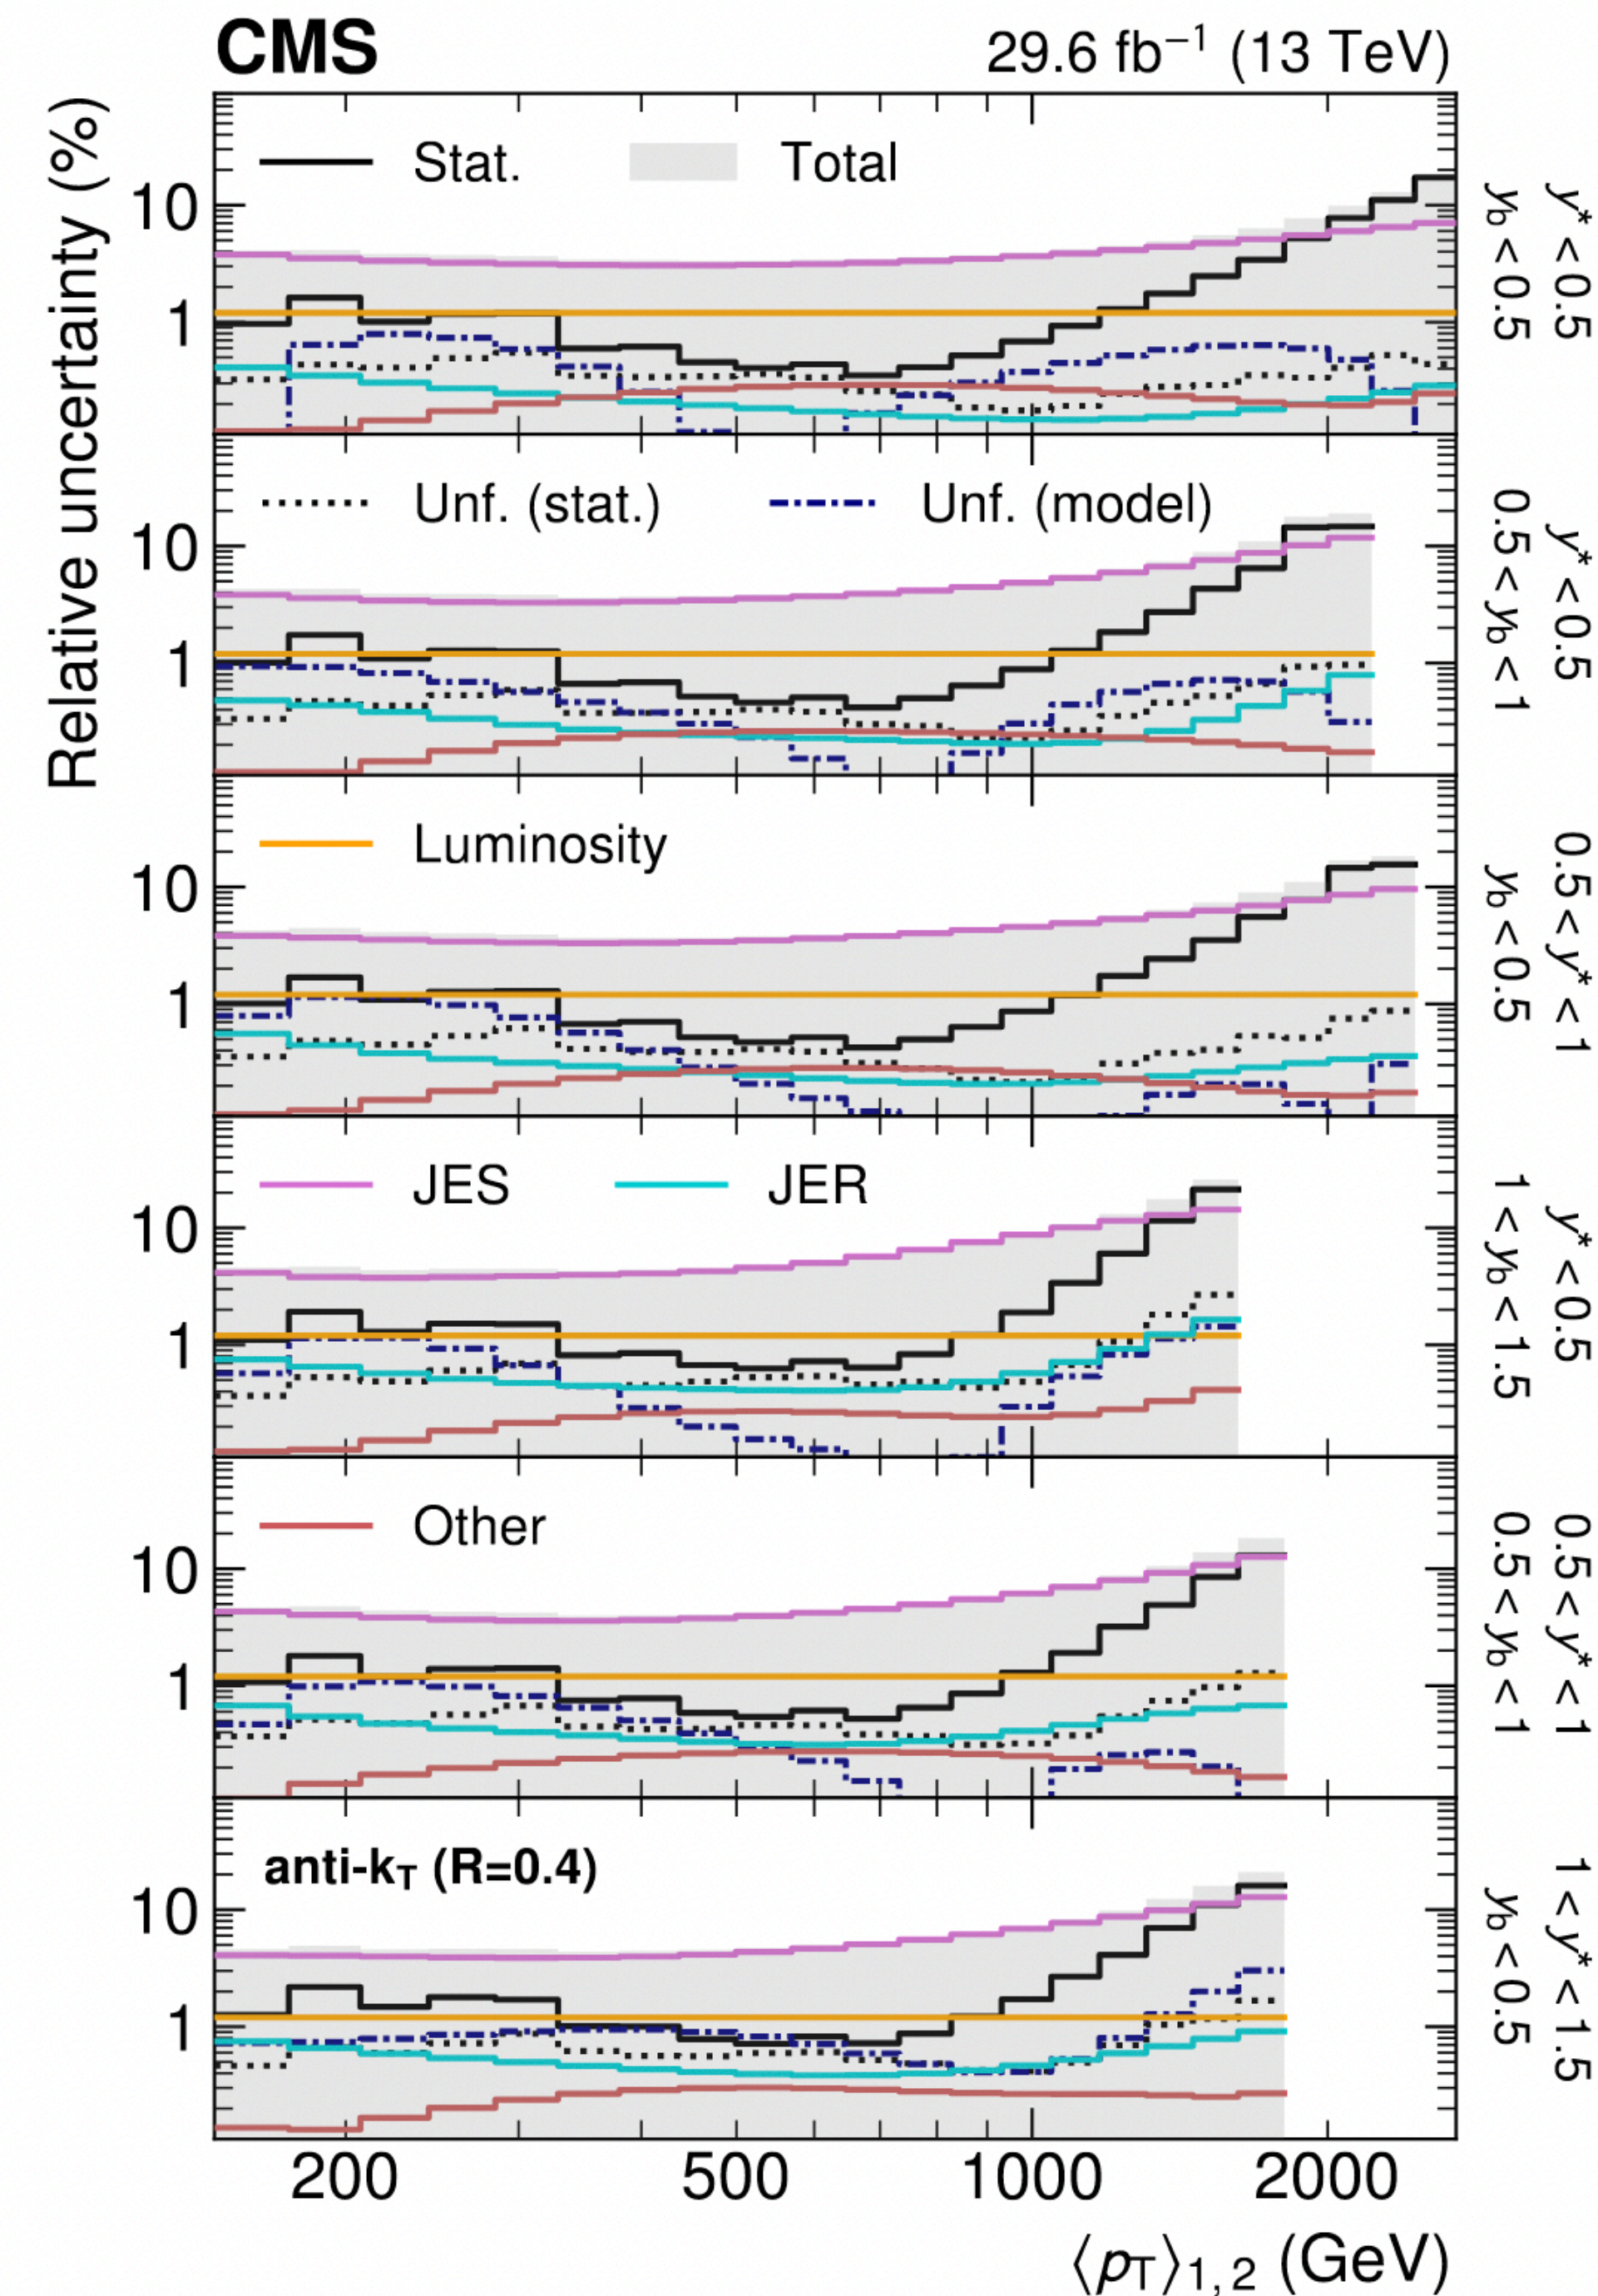 CMS 29.6 fb⁻¹ (13 TeV)
Relative uncertainty (%)
Stat. Total
10
1
y* < 0.5
y_b < 0.5
Unf. (stat.) Unf. (model)
10
1
y* < 0.5
0.5 < y_b < 1
Luminosity
10
1
0.5 < y* < 1
y_b < 0.5
JES JER
10
1
y* < 0.5
1 < y_b < 1.5
Other
10
1
0.5 < y* < 1
0.5 < y_b < 1
anti-k_T (R=0.4)
10
1
1 < y* < 1.5
y_b < 0.5
200 500 1000 2000
⟨p_T⟩_1, 2 (GeV)